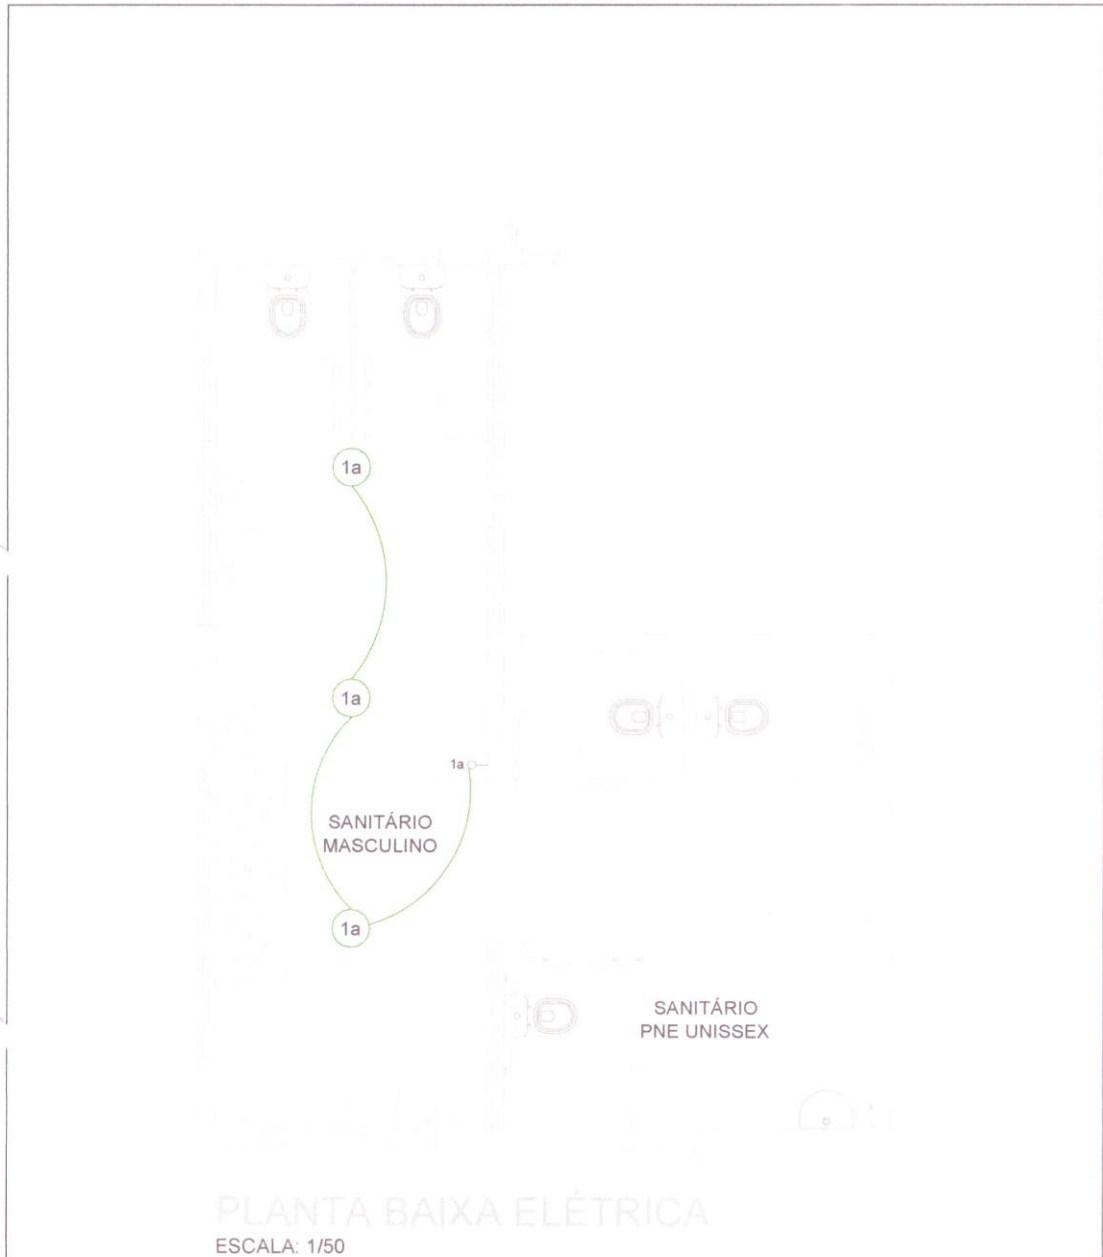 1a
1a
1a
SANITÁRIO
MASCULINO
1a
SANITÁRIO
PNE UNISSEX
PLANTA BAIXA ELÉTRICA
ESCALA: 1/50